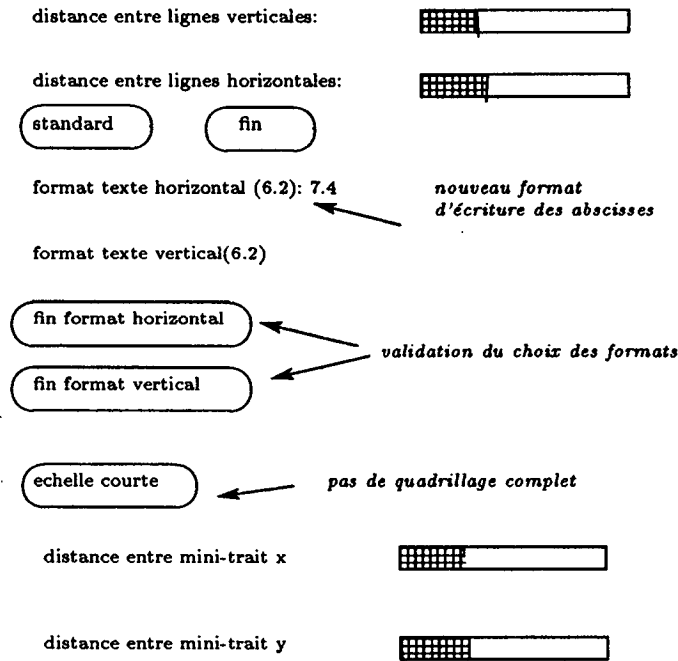 distance entre lignes verticales:
distance entre lignes horizontales:
standard
fin
format texte horizontal (6.2): 7.4
nouveau format
d'écriture des abscisses
format texte vertical(6.2)
fin format horizontal
validation du choix des formats
fin format vertical
echelle courte
pas de quadrillage complet
distance entre mini-trait x
distance entre mini-trait y